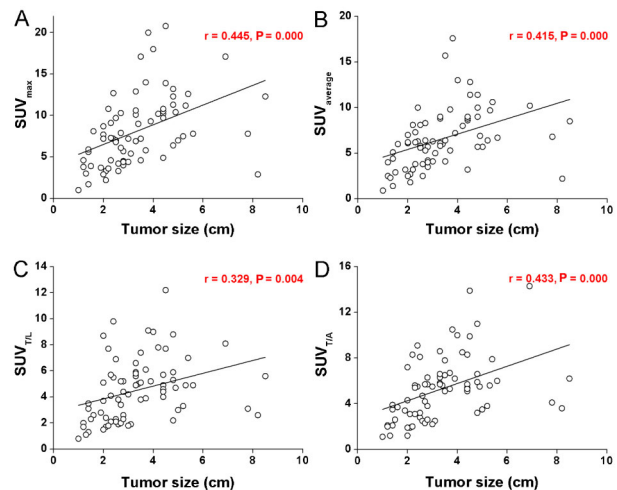 A
r = 0.445, P = 0.000
SUVmax
20
15
10
5
0
0 2 4 6 8 10
Tumor size (cm)
B
r = 0.415, P = 0.000
SUVaverage
20
15
10
5
0
0 2 4 6 8 10
Tumor size (cm)
C
r = 0.329, P = 0.004
SUVT/L
14
12
10
8
6
4
2
0
0 2 4 6 8 10
Tumor size (cm)
D
r = 0.433, P = 0.000
SUVT/A
16
12
8
4
0
0 2 4 6 8 10
Tumor size (cm)